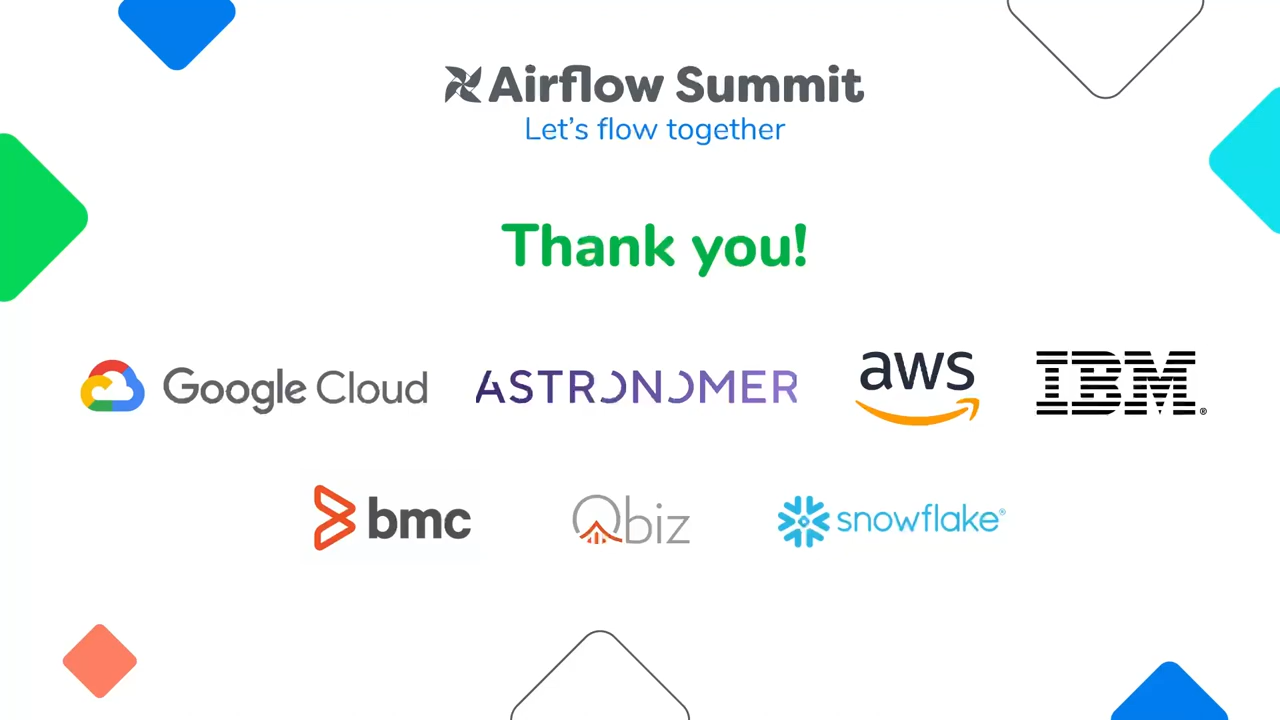 Airflow Summit
Let's flow together
Thank you!
Google Cloud ASTRONOMER aws IBM®
bmc Qbiz snowflake®